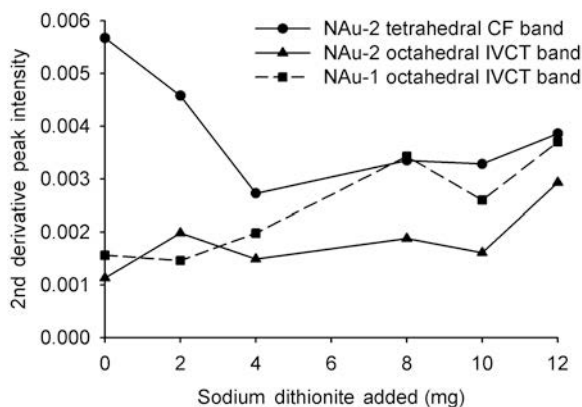 0.006
0.005
0.004
0.003
0.002
0.001
0.000
2nd derivative peak intensity
NAu-2 tetrahedral CF band
NAu-2 octahedral IVCT band
NAu-1 octahedral IVCT band
0 2 4 6 8 10 12
Sodium dithionite added (mg)